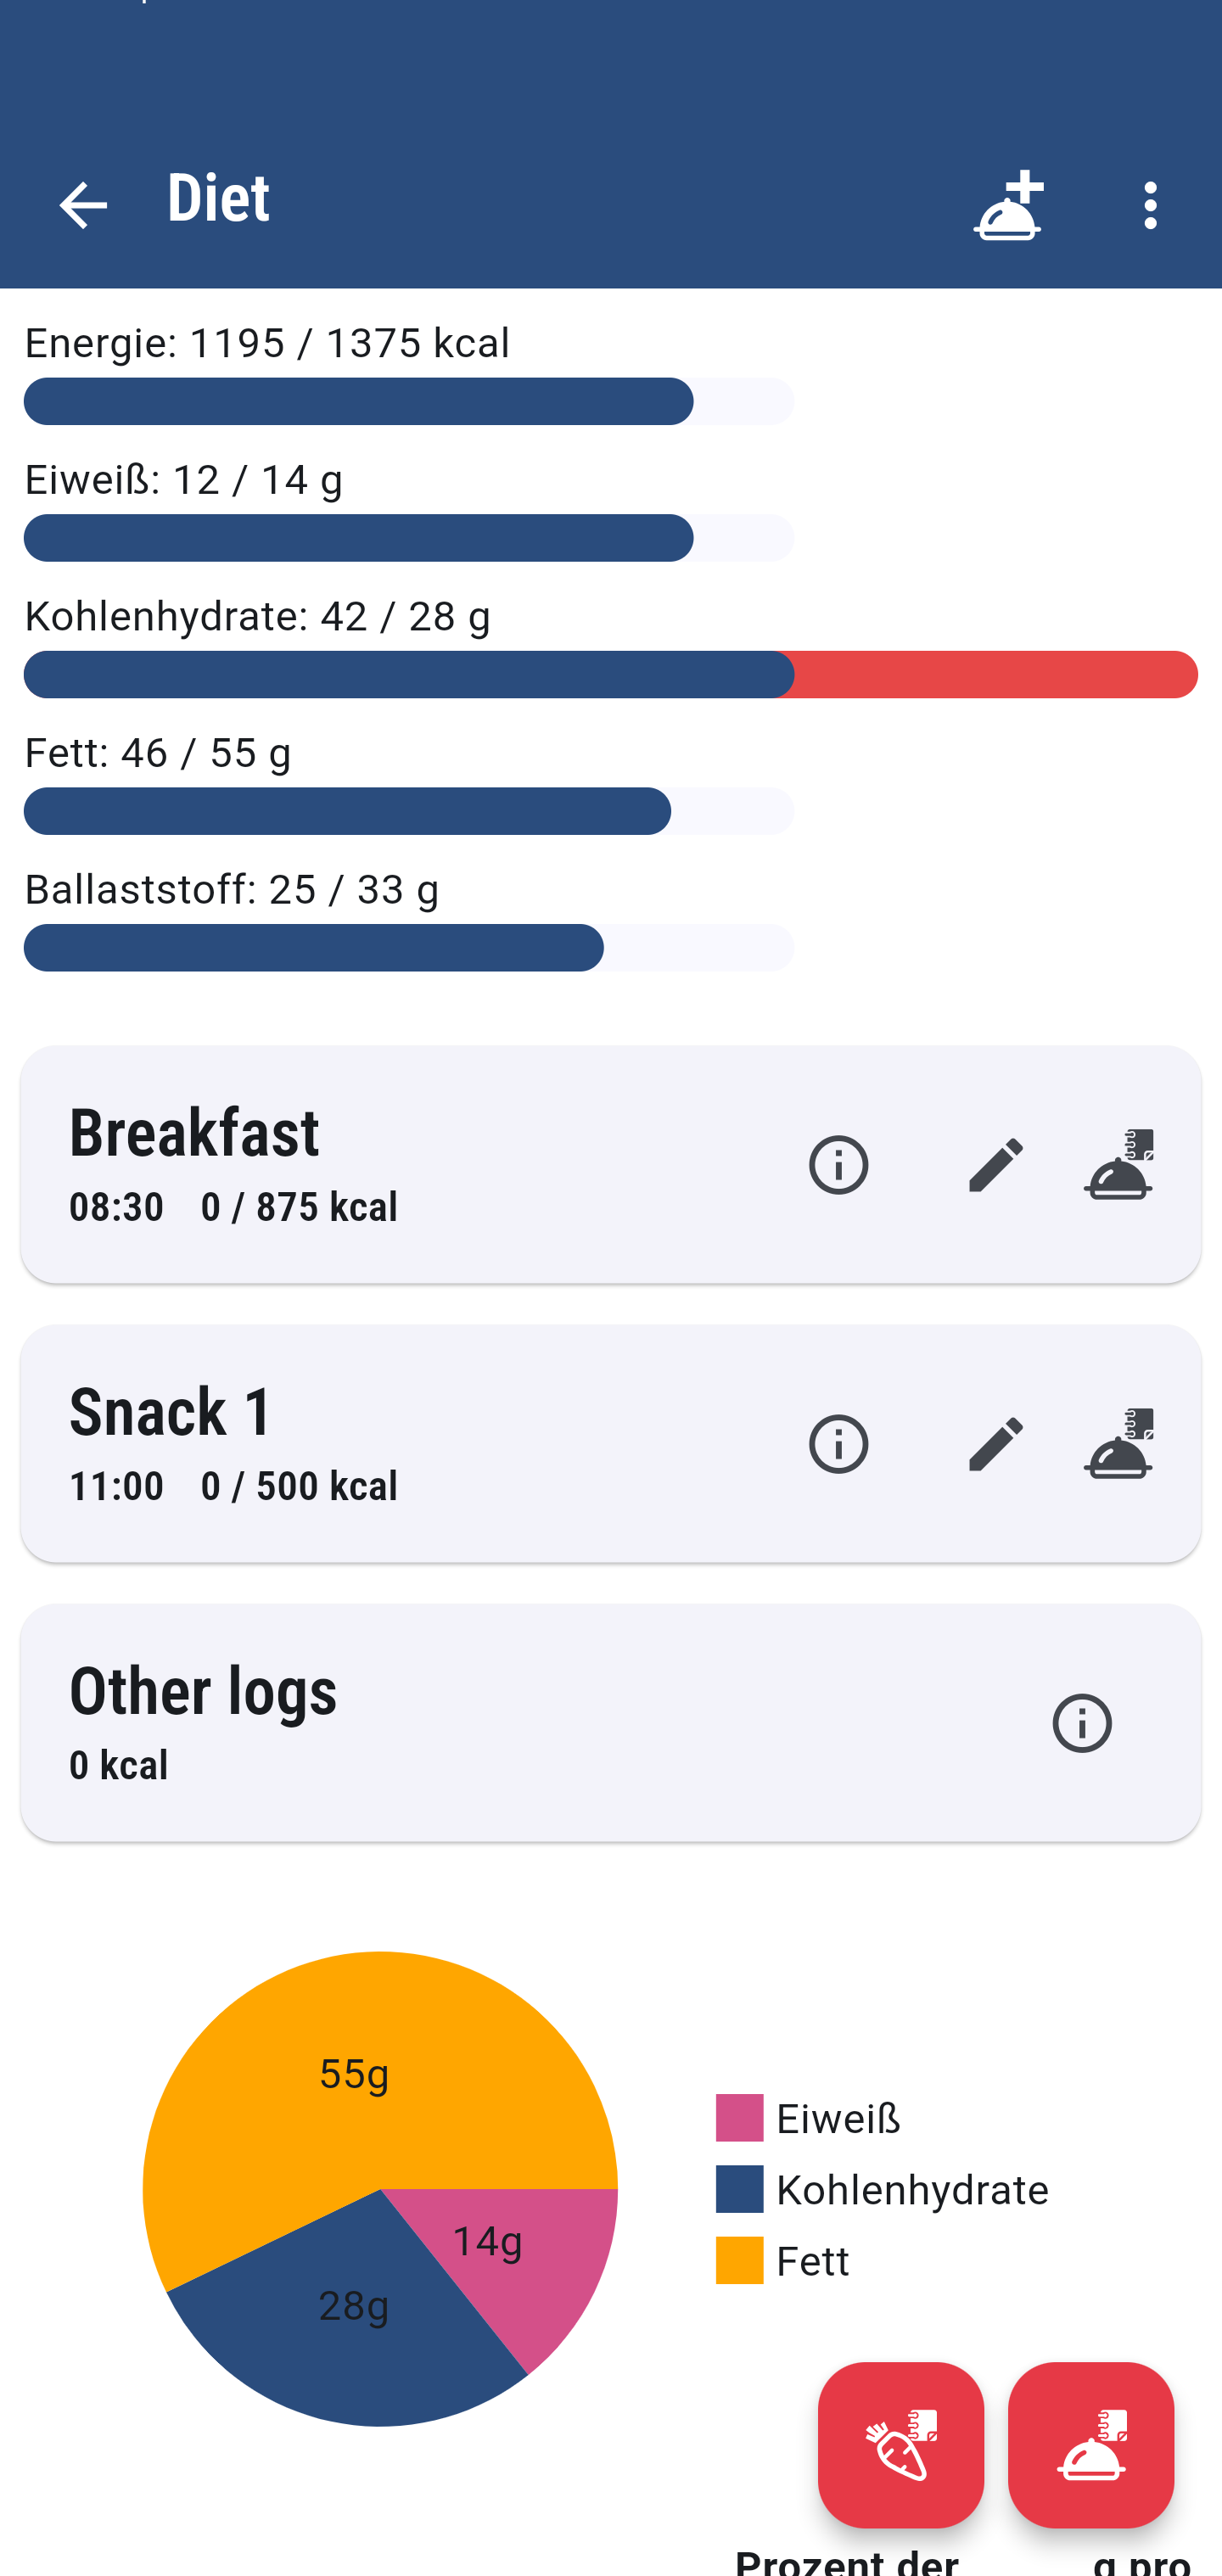 Diet
Energie: 1195 / 1375 kcal
Eiweiß: 12 / 14 g
Kohlenhydrate: 42 / 28 g
Fett: 46 / 55 g
Ballaststoff: 25 / 33 g
Breakfast
08:30 0 / 875 kcal
Snack 1
11:00 0 / 500 kcal
Other logs
0 kcal
55g
14g
28g
Eiweiß
Kohlenhydrate
Fett
Prozent der g pro